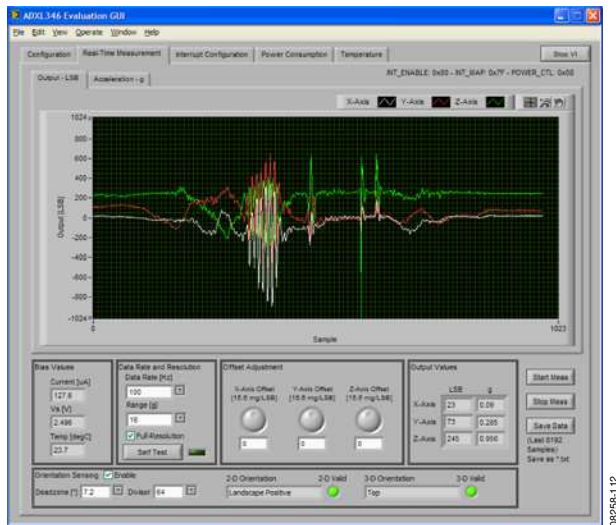 ADXL346 Evaluation GUI
File Edit View Operate Window Help
Configuration Real-Time Measurement Interrupt Configuration Power Consumption Temperature Stop VI
Output - LSB Acceleration - g INT_ENABLE: 0x80 - INT_MAP: 0x7F - POWER_CTL: 0x08
X-Axis Y-Axis Z-Axis
1024
800
600
400
200
0
-200
-400
-600
-800
-1024
Output [LSB]
0 1023
Sample
Bias Values
Current [uA]
127.6
Vs [V]
2.498
Temp [degC]
23.7
Data Rate and Resolution
Data Rate [Hz]
100
Range [g]
16
Full-Resolution
Self Test
Offset Adjustment
X-Axis Offset Y-Axis Offset Z-Axis Offset
[15.6 mg/LSB] [15.6 mg/LSB] [15.6 mg/LSB]
0 0 0
Output Values
LSB g
X-Axis 23 0.09
Y-Axis 73 0.285
Z-Axis 245 0.956
Start Meas
Stop Meas
Save Data
(Last 8192
Samples)
Save as *.txt
Orientation Sensing: Enable
Deadzone [°] 7.2 Divisor 64
2-D Orientation 2-D Valid 3-D Orientation 3-D Valid
Landscape Positive Top
08258-112